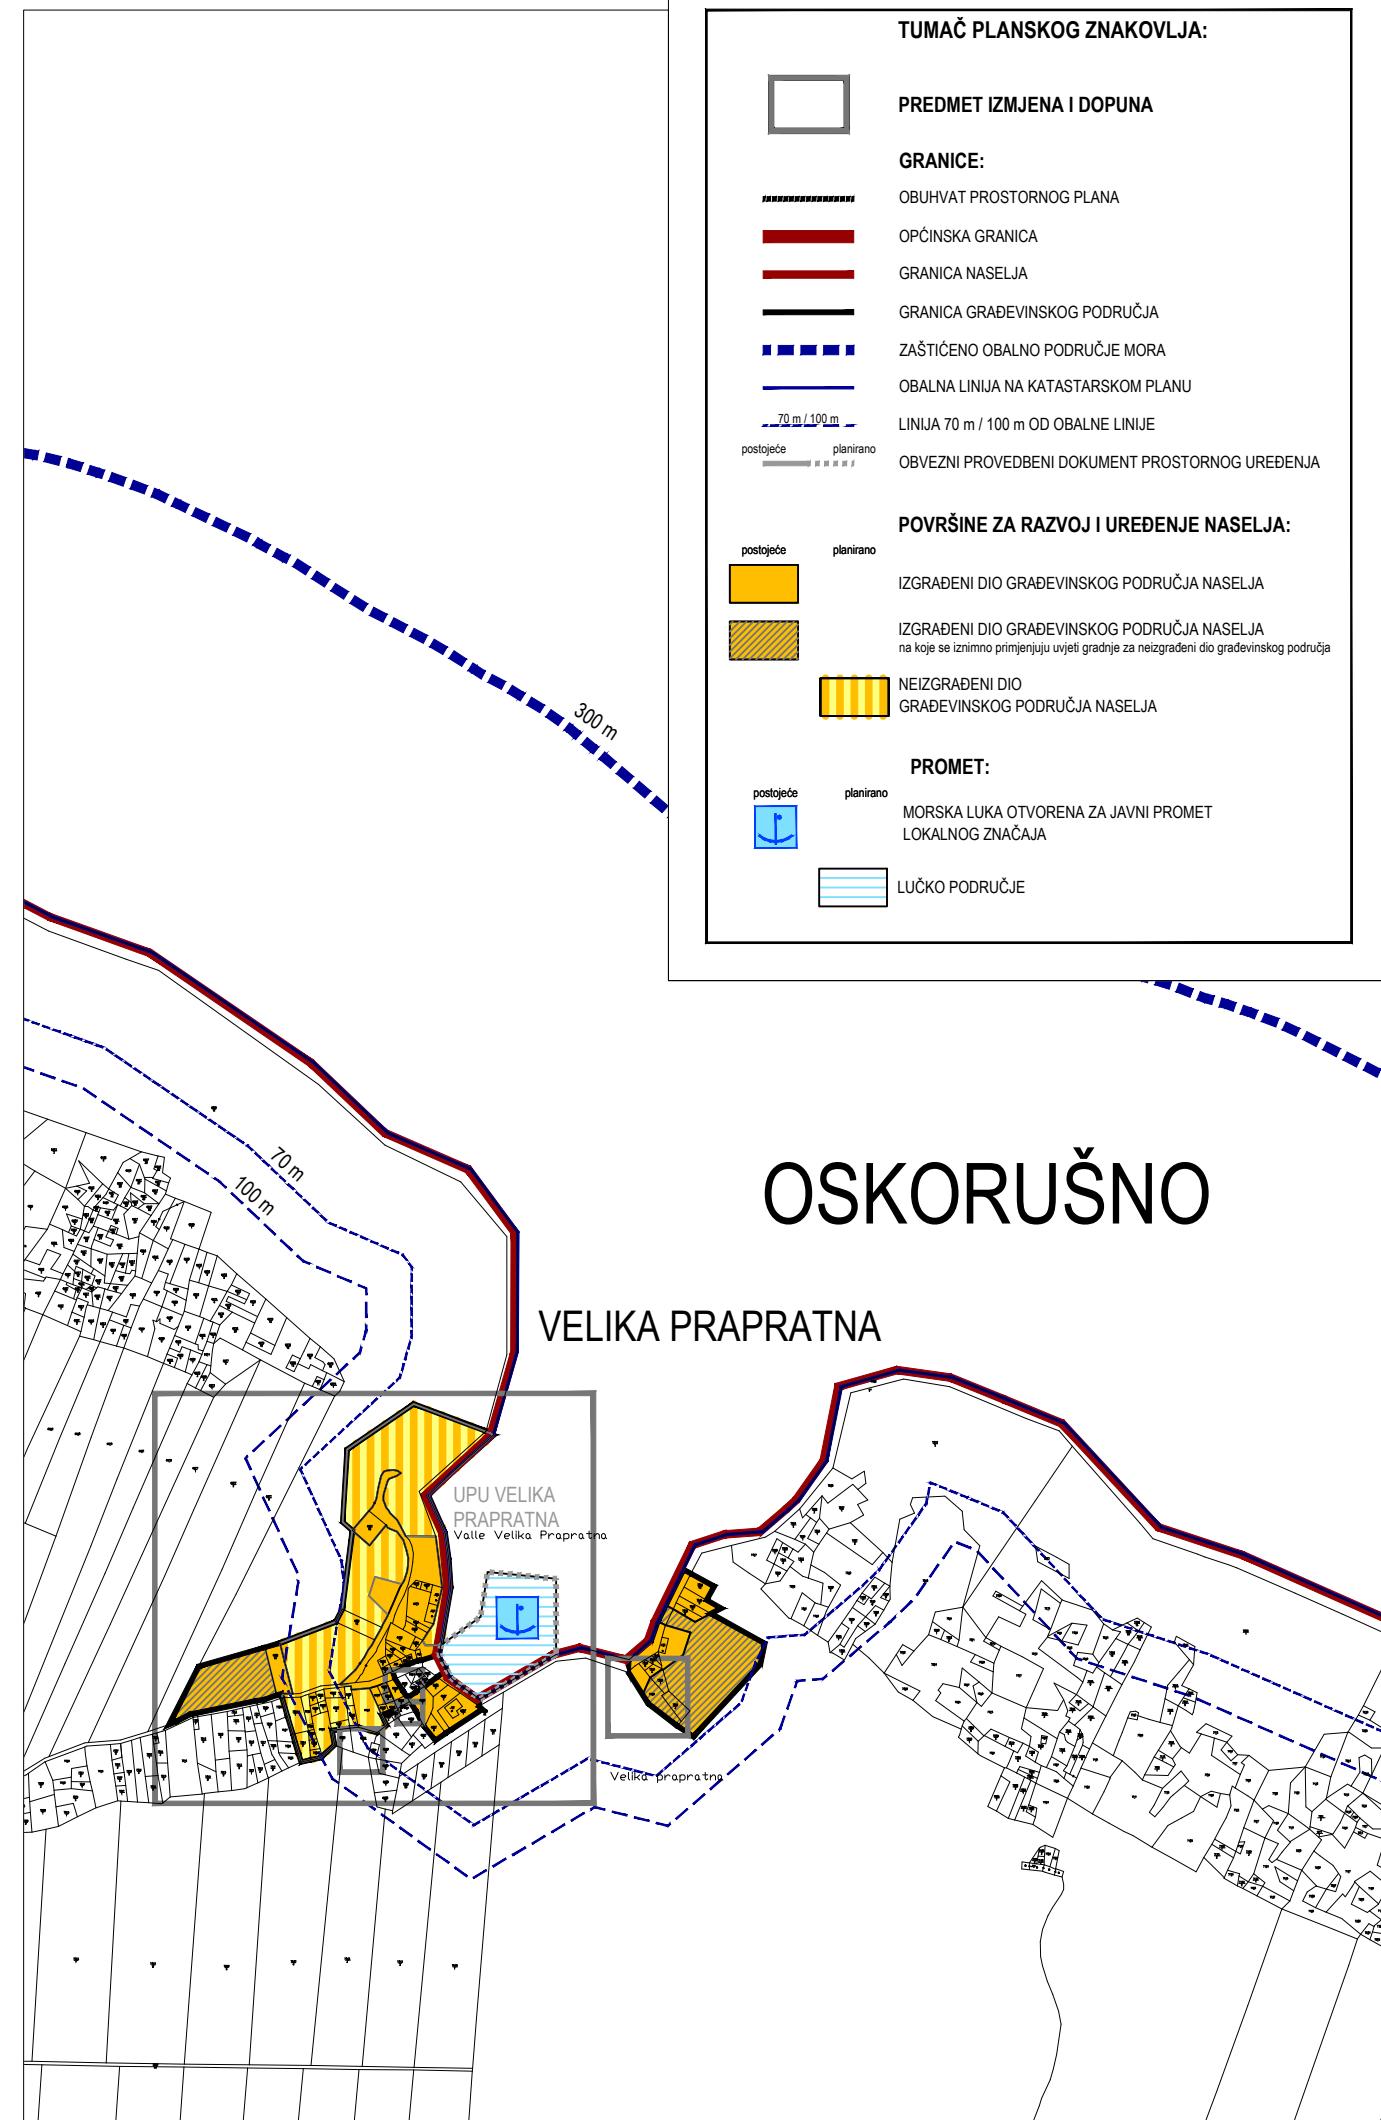 TUMAČ PLANSKOG ZNAKOVLJA:
PREDMET IZMJENA I DOPUNA
GRANICE:
OBUHVAT PROSTORNOG PLANA
OPĆINSKA GRANICA
GRANICA NASELJA
GRANICA GRAĐEVINSKOG PODRUČJA
ZAŠTIĆENO OBALNO PODRUČJE MORA
OBALNA LINIJA NA KATASTARSKOM PLANU
70 m / 100 m
LINIJA 70 m / 100 m OD OBALNE LINIJE
postojeće planirano
OBVEZNI PROVEDBENI DOKUMENT PROSTORNOG UREĐENJA
POVRŠINE ZA RAZVOJ I UREĐENJE NASELJA:
postojeće planirano
IZGRAĐENI DIO GRAĐEVINSKOG PODRUČJA NASELJA
IZGRAĐENI DIO GRAĐEVINSKOG PODRUČJA NASELJA
na koje se iznimno primjenjuju uvjeti gradnje za neizgrađeni dio građevinskog područja
NEIZGRAĐENI DIO
GRAĐEVINSKOG PODRUČJA NASELJA
PROMET:
postojeće planirano
MORSKA LUKA OTVORENA ZA JAVNI PROMET
LOKALNOG ZNAČAJA
LUČKO PODRUČJE
300 m
70 m
100 m
OSKORUŠNO
VELIKA PRAPRATNA
UPU VELIKA
PRAPRATNA
Valle Velika Prapratna
Velika prapratna